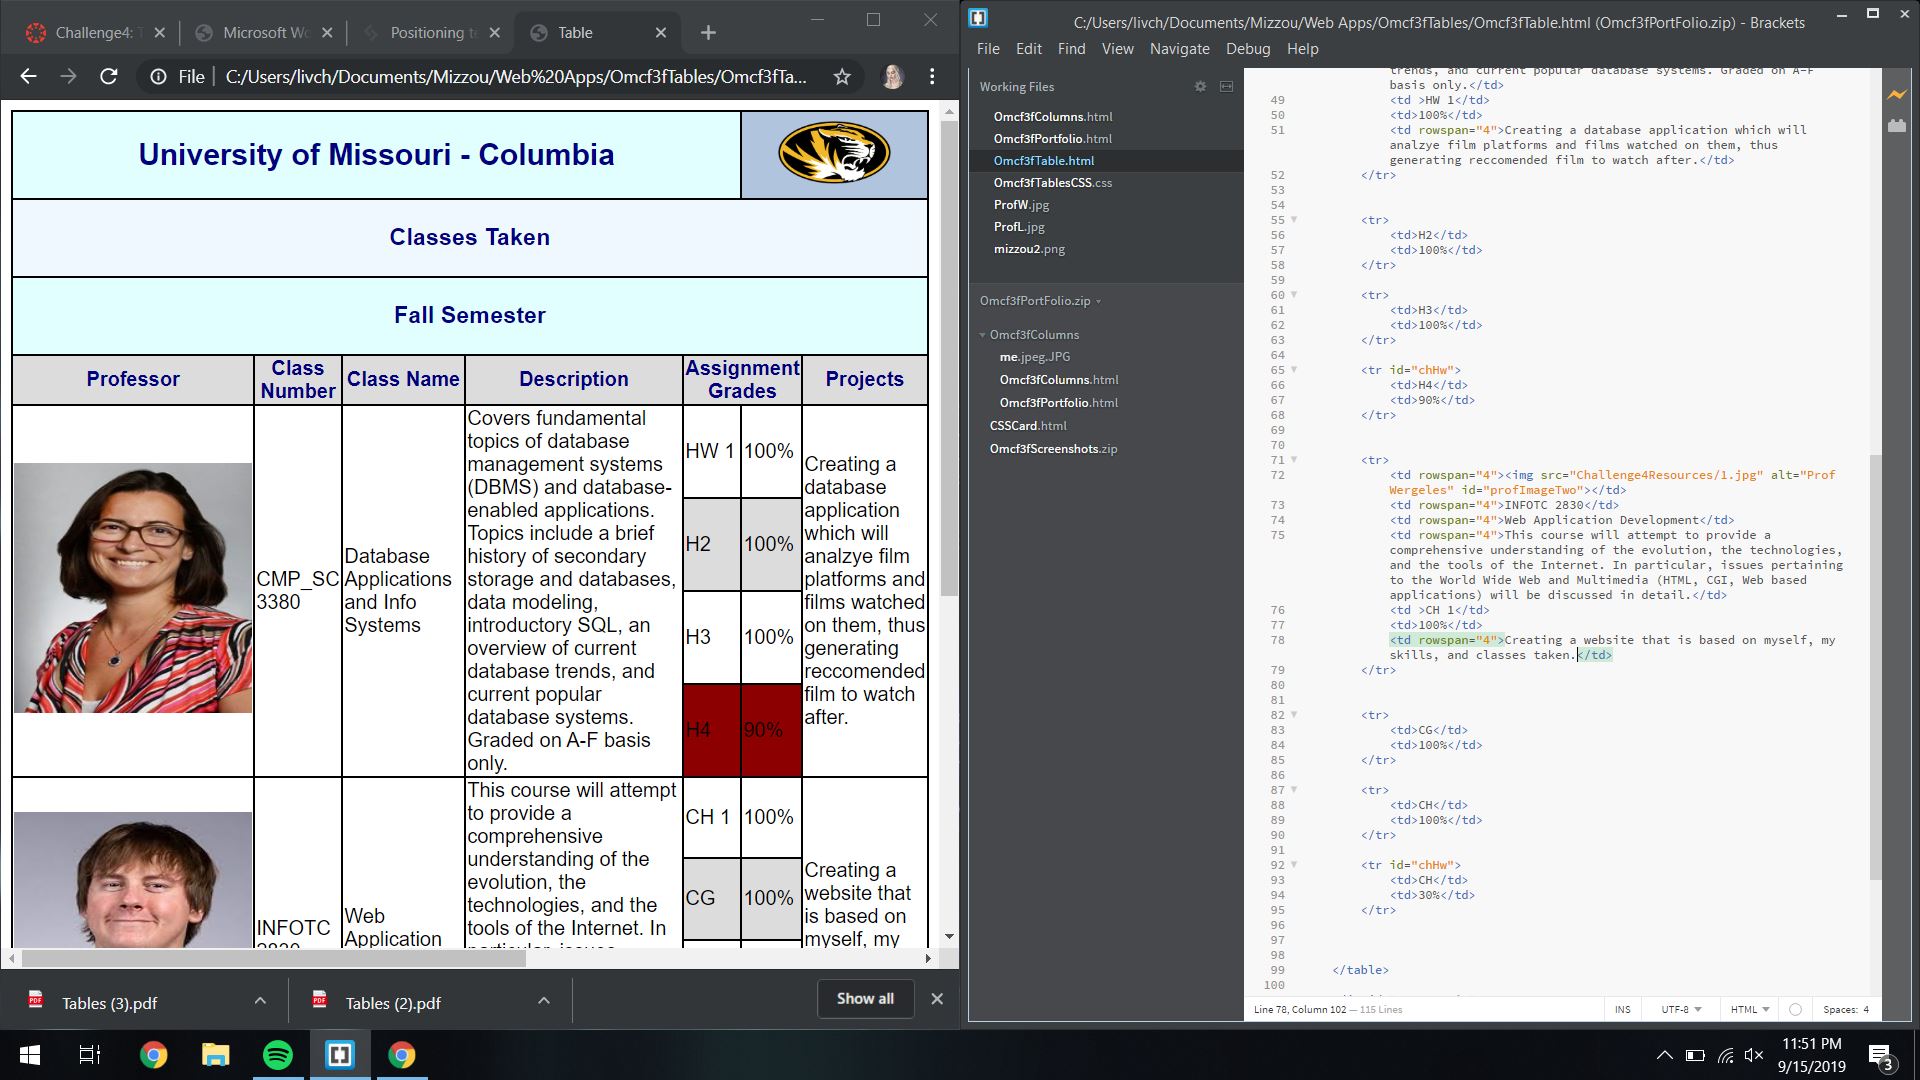 Challenge4: T
Microsoft Wo
Positioning te
Table
File
C:/Users/livch/Documents/Mizzou/Web%20Apps/Omcf3fTables/Omcf3fTa...
University of Missouri - Columbia
Classes Taken
Fall Semester
Professor
Class
Number
Class Name
Description
Assignment
Grades
Projects
CMP_SC
3380
Database
Applications
and Info
Systems
Covers fundamental
topics of database
management systems
(DBMS) and database-
enabled applications.
Topics include a brief
history of secondary
storage and databases,
data modeling,
introductory SQL, an
overview of current
database trends, and
current popular
database systems.
Graded on A-F basis
only.
HW 1 100%
H2 100%
H3 100%
H4 90%
Creating a
database
application
which will
analzye film
platforms and
films watched
on them, thus
generating
reccomended
film to watch
after.
INFOTC
2830
Web
Application
This course will attempt
to provide a
comprehensive
understanding of the
evolution, the
technologies, and the
tools of the Internet. In
particular, issues
CH 1 100%
CG 100%
Creating a
website that
is based on
myself, my
PDF
Tables (3).pdf
PDF
Tables (2).pdf
Show all
C:/Users/livch/Documents/Mizzou/Web Apps/Omcf3fTables/Omcf3fTable.html (Omcf3fPortFolio.zip) - Brackets
File Edit Find View Navigate Debug Help
Working Files
Omcf3fColumns.html
Omcf3fPortfolio.html
Omcf3fTable.html
Omcf3fTablesCSS.css
ProfW.jpg
ProfL.jpg
mizzou2.png
Omcf3fPortFolio.zip
Omcf3fColumns
me.jpeg.JPG
Omcf3fColumns.html
Omcf3fPortfolio.html
CSSCard.html
Omcf3fScreenshots.zip
trends, and current popular database systems. Graded on A-F
basis only.</td>
49 <td >HW 1</td>
50 <td>100%</td>
51 <td rowspan="4">Creating a database application which will
analzye film platforms and films watched on them, thus
generating reccomended film to watch after.</td>
52 </tr>
53
54
55 <tr>
56 <td>H2</td>
57 <td>100%</td>
58 </tr>
59
60 <tr>
61 <td>H3</td>
62 <td>100%</td>
63 </tr>
64
65 <tr id="chHw">
66 <td>H4</td>
67 <td>90%</td>
68 </tr>
69
70
71 <tr>
72 <td rowspan="4"><img src="Challenge4Resources/1.jpg" alt="Prof
Wergeles" id="profImageTwo"></td>
73 <td rowspan="4">INFOTC 2830</td>
74 <td rowspan="4">Web Application Development</td>
75 <td rowspan="4">This course will attempt to provide a
comprehensive understanding of the evolution, the technologies,
and the tools of the Internet. In particular, issues pertaining
to the World Wide Web and Multimedia (HTML, CGI, Web based
applications) will be discussed in detail.</td>
76 <td >CH 1</td>
77 <td>100%</td>
78 <td rowspan="4">Creating a website that is based on myself, my
skills, and classes taken.</td>
79 </tr>
80
81
82 <tr>
83 <td>CG</td>
84 <td>100%</td>
85 </tr>
86
87 <tr>
88 <td>CH</td>
89 <td>100%</td>
90 </tr>
91
92 <tr id="chHw">
93 <td>CH</td>
94 <td>30%</td>
95 </tr>
96
97
98
99 </table>
100
Line 78, Column 102 — 115 Lines
INS UTF-8 HTML Spaces: 4
11:51 PM
9/15/2019
3